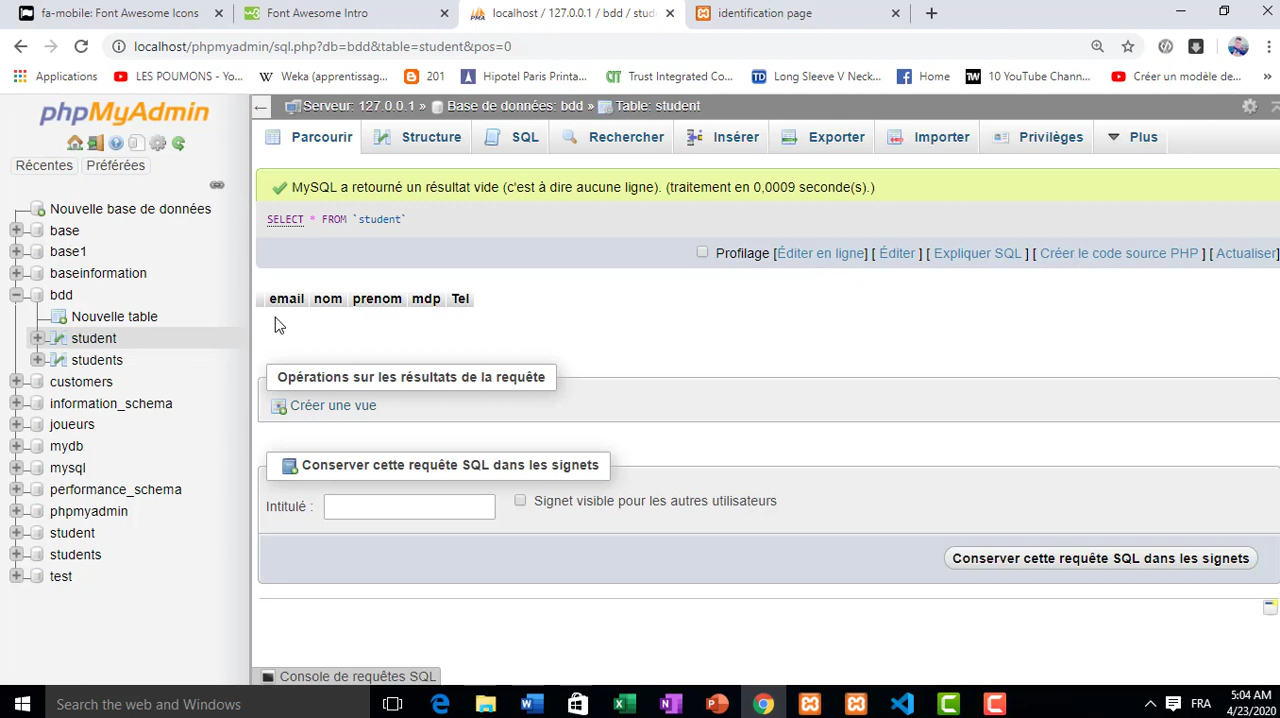 fa-mobile: Font Awesome Icons
Font Awesome Intro
localhost / 127.0.0.1 / bdd / stud
identification page
localhost/phpmyadmin/sql.php?db=bdd&table=student&pos=0
Applications
LES POUMONS - Yo...
Weka (apprentissag...
201
Hipotel Paris Printa...
Trust Integrated Co...
Long Sleeve V Neck...
Home
10 YouTube Chann...
Créer un modèle de...
phpMyAdmin
Récentes
Préférées
Nouvelle base de données
base
base1
baseinformation
bdd
Nouvelle table
student
students
customers
information_schema
joueurs
mydb
mysql
performance_schema
phpmyadmin
student
students
test
Serveur: 127.0.0.1 » Base de données: bdd » Table: student
Parcourir
Structure
SQL
Rechercher
Insérer
Exporter
Importer
Privilèges
Plus
MySQL a retourné un résultat vide (c'est à dire aucune ligne). (traitement en 0,0009 seconde(s).)
SELECT * FROM `student`
Profilage [Éditer en ligne] [ Éditer ] [ Expliquer SQL ] [ Créer le code source PHP ] [ Actualiser]
email nom prenom mdp Tel
Opérations sur les résultats de la requête
Créer une vue
Conserver cette requête SQL dans les signets
Intitulé :
Signet visible pour les autres utilisateurs
Conserver cette requête SQL dans les signets
Console de requêtes SQL
Search the web and Windows
FRA
5:04 AM
4/23/2020